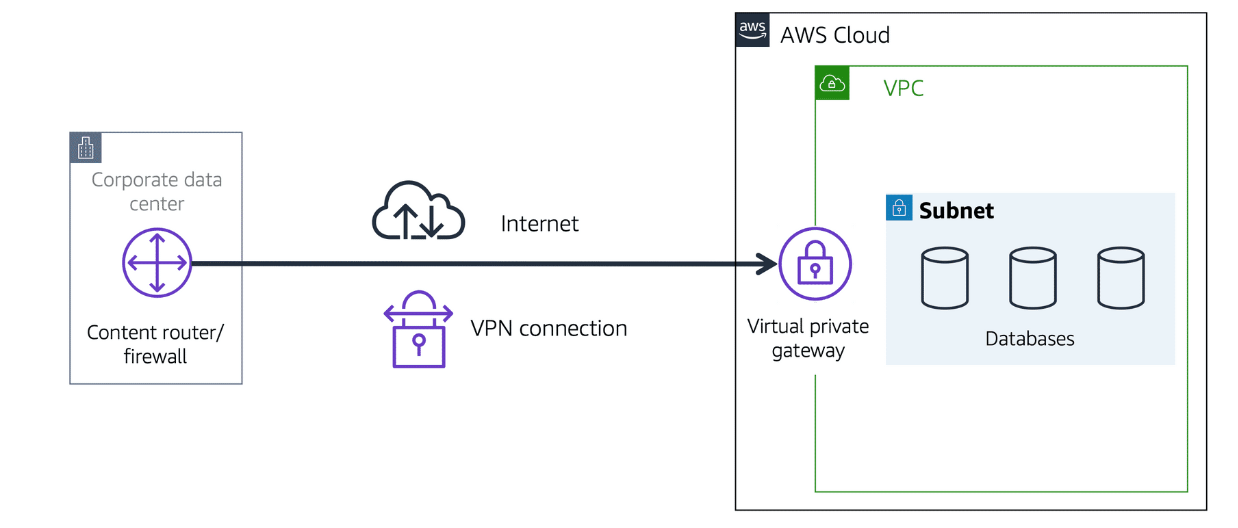 aws
AWS Cloud
VPC
Corporate data
center
Content router/
firewall
Internet
VPN connection
Virtual private
gateway
Subnet
Databases